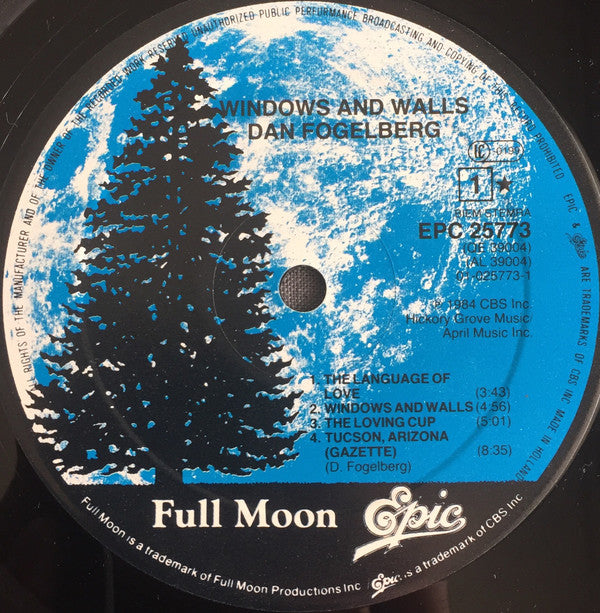 ALL RIGHTS OF THE MANUFACTURER AND OF THE OWNER OF THE RECORDED WORK RESERVED UNAUTHORIZED PUBLIC PERFORMANCE BROADCASTING AND COPYING OF THIS RECORD PROHIBITED EPIC & Epic ARE TRADEMARKS OF CBS INC MADE IN HOLLAND
WINDOWS AND WALLS
DAN FOGELBERG
LC
1 ★
BIEM STEMRA
EPC 25773
(QE 39004)
(AL 39004)
01-025773-1
℗ 1984 CBS Inc.
Hickory Grove Music/
April Music Inc.
1. THE LANGUAGE OF
LOVE (3:43)
2. WINDOWS AND WALLS (4:56)
3. THE LOVING CUP (5:01)
4. TUCSON, ARIZONA
(GAZETTE) (8:35)
(D. Fogelberg)
Full Moon Epic
Full Moon is a trademark of Full Moon Productions Inc
Epic is a trademark of CBS Inc